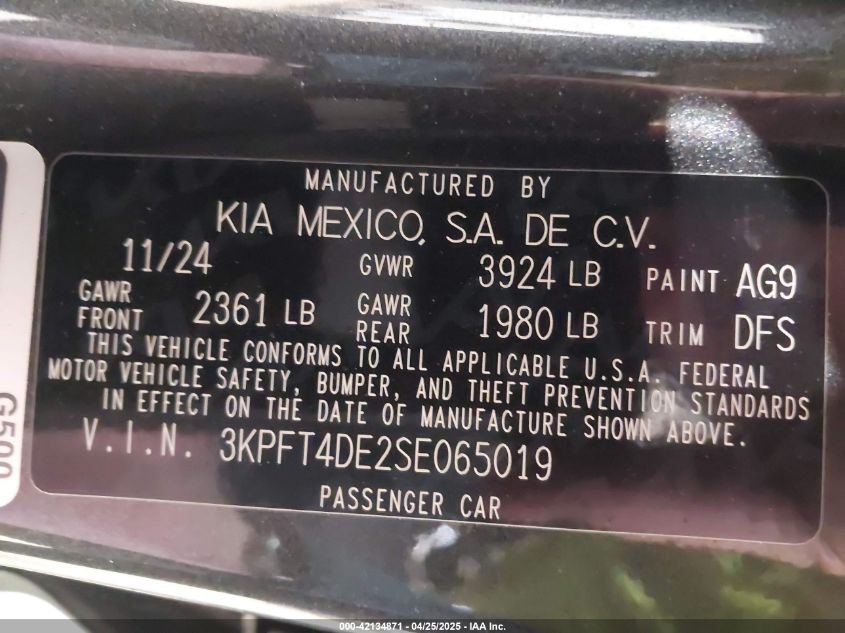 MANUFACTURED BY
KIA MEXICO, S.A. DE C.V.
11/24 GVWR 3924 LB PAINT AG9
GAWR FRONT 2361 LB GAWR REAR 1980 LB TRIM DFS
THIS VEHICLE CONFORMS TO ALL APPLICABLE U.S.A. FEDERAL
MOTOR VEHICLE SAFETY, BUMPER, AND THEFT PREVENTION STANDARDS
IN EFFECT ON THE DATE OF MANUFACTURE SHOWN ABOVE.
V.I.N. 3KPFT4DE2SE065019
PASSENGER CAR
G500
000-42134871 - 04/25/2025 - IAA Inc.